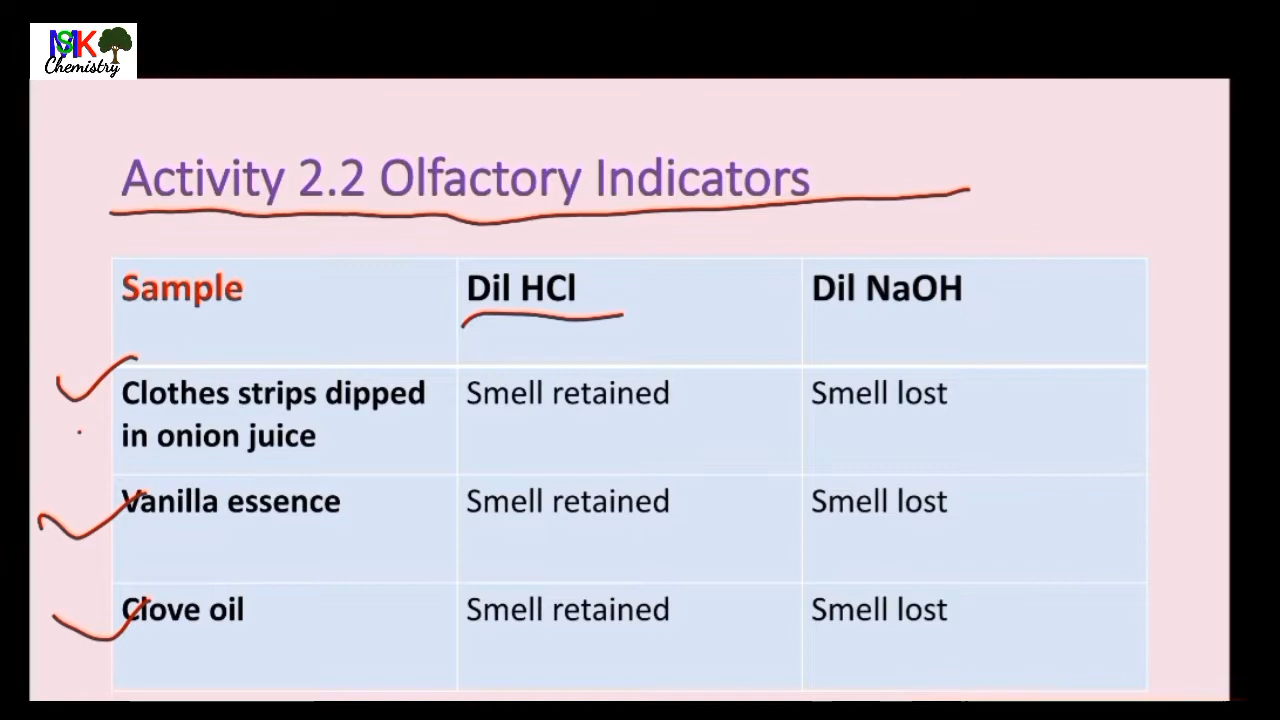 MSK
Chemistry
Activity 2.2 Olfactory Indicators
Sample Dil HCl Dil NaOH
Clothes strips dipped Smell retained Smell lost
in onion juice
Vanilla essence Smell retained Smell lost
Clove oil Smell retained Smell lost